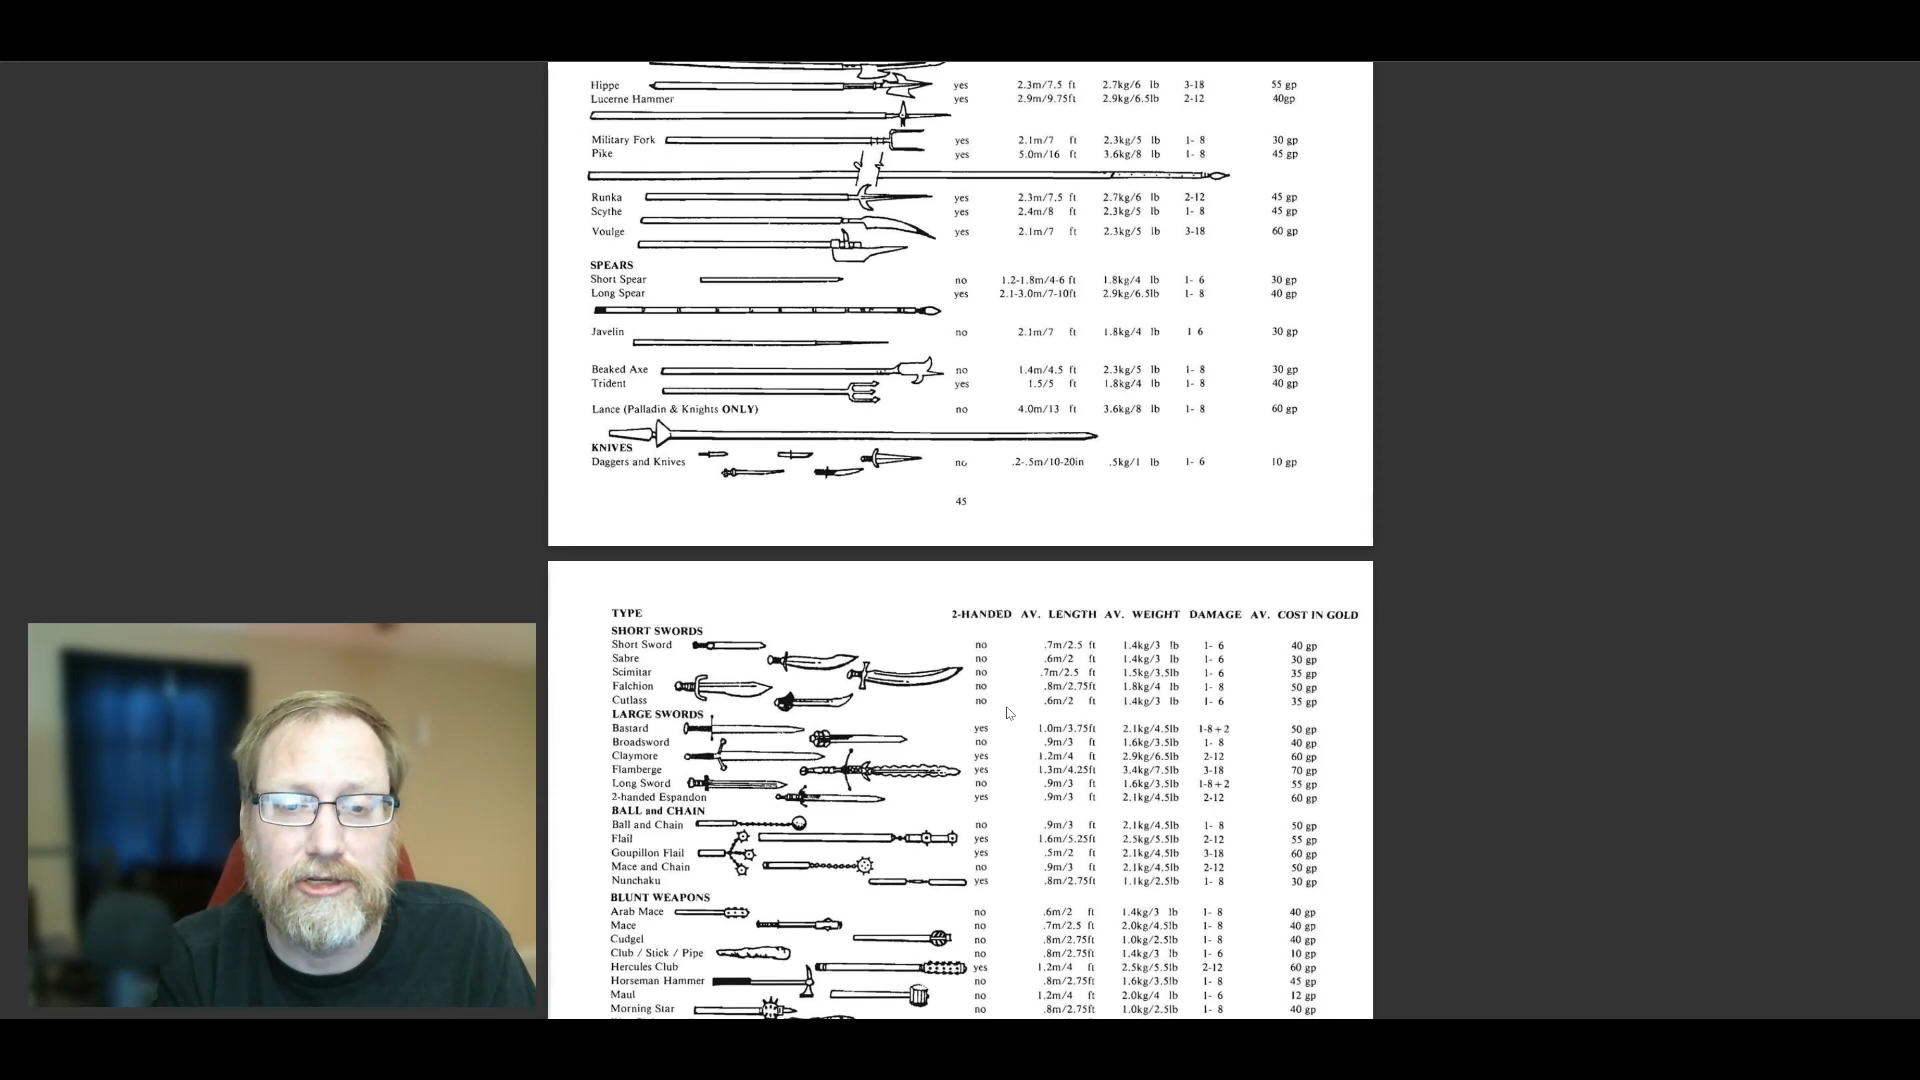 Hippe yes 2.3m/7.5 ft 2.7kg/6 lb 3-18 55 gp
Lucerne Hammer yes 2.9m/9.75ft 2.9kg/6.5lb 2-12 40gp
Military Fork yes 2.1m/7 ft 2.3kg/5 lb 1- 8 30 gp
Pike yes 5.0m/16 ft 3.6kg/8 lb 1- 8 45 gp
Runka yes 2.3m/7.5 ft 2.7kg/6 lb 2-12 45 gp
Scythe yes 2.4m/8 ft 2.3kg/5 lb 1- 8 45 gp
Voulge yes 2.1m/7 ft 2.3kg/5 lb 3-18 60 gp
SPEARS
Short Spear no 1.2-1.8m/4-6 ft 1.8kg/4 lb 1- 6 30 gp
Long Spear yes 2.1-3.0m/7-10ft 2.9kg/6.5lb 1- 8 40 gp
Javelin no 2.1m/7 ft 1.8kg/4 lb 1 6 30 gp
Beaked Axe no 1.4m/4.5 ft 2.3kg/5 lb 1- 8 30 gp
Trident yes 1.5/5 ft 1.8kg/4 lb 1- 8 40 gp
Lance (Palladin & Knights ONLY) no 4.0m/13 ft 3.6kg/8 lb 1- 8 60 gp
KNIVES
Daggers and Knives no .2-.5m/10-20in .5kg/1 lb 1- 6 10 gp
45
TYPE 2-HANDED AV. LENGTH AV. WEIGHT DAMAGE AV. COST IN GOLD
SHORT SWORDS
Short Sword no .7m/2.5 ft 1.4kg/3 lb 1- 6 40 gp
Sabre no .6m/2 ft 1.4kg/3 lb 1- 6 30 gp
Scimitar no .7m/2.5 ft 1.5kg/3.5lb 1- 6 35 gp
Falchion no .8m/2.75ft 1.8kg/4 lb 1- 8 50 gp
Cutlass no .6m/2 ft 1.4kg/3 lb 1- 6 35 gp
LARGE SWORDS
Bastard yes 1.0m/3.75ft 2.1kg/4.5lb 1-8+2 50 gp
Broadsword no .9m/3 ft 1.6kg/3.5lb 1- 8 40 gp
Claymore yes 1.2m/4 ft 2.9kg/6.5lb 2-12 60 gp
Flamberge yes 1.3m/4.25ft 3.4kg/7.5lb 3-18 70 gp
Long Sword no .9m/3 ft 1.6kg/3.5lb 1-8+2 55 gp
2-handed Espandon yes .9m/3 ft 2.1kg/4.5lb 2-12 60 gp
BALL and CHAIN
Ball and Chain no .9m/3 ft 2.1kg/4.5lb 1- 8 50 gp
Flail yes 1.6m/5.25ft 2.5kg/5.5lb 2-12 55 gp
Goupillon Flail yes .5m/2 ft 2.1kg/4.5lb 3-18 60 gp
Mace and Chain no .9m/3 ft 2.1kg/4.5lb 2-12 50 gp
Nunchaku yes .8m/2.75ft 1.1kg/2.5lb 1- 8 30 gp
BLUNT WEAPONS
Arab Mace no .6m/2 ft 1.4kg/3 lb 1- 8 40 gp
Mace no .7m/2.5 ft 2.0kg/4.5lb 1- 8 40 gp
Cudgel no .8m/2.75ft 1.0kg/2.5lb 1- 8 40 gp
Club / Stick / Pipe no .8m/2.75ft 1.4kg/3 lb 1- 6 10 gp
Hercules Club yes 1.2m/4 ft 2.5kg/5.5lb 2-12 60 gp
Horseman Hammer no .8m/2.75ft 1.6kg/3.5lb 1- 8 45 gp
Maul no 1.2m/4 ft 2.0kg/4 lb 1- 6 12 gp
Morning Star no .8m/2.75ft 1.0kg/2.5lb 1- 8 40 gp